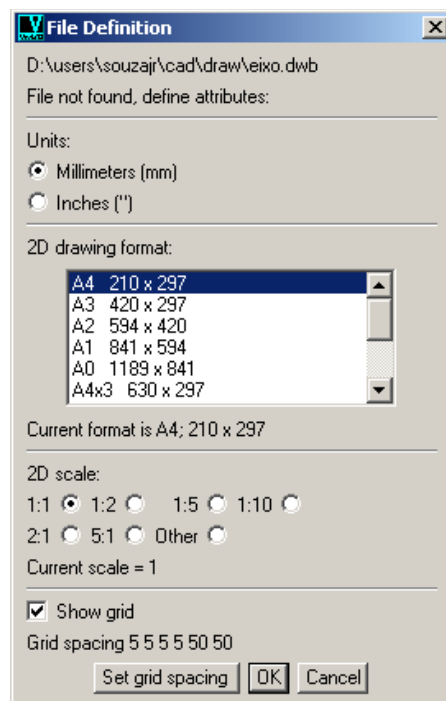 File Definition
D:\users\souzajr\cad\draw\eixo.dwb
File not found, define attributes:
Units:
Millimeters (mm)
Inches ('')
2D drawing format:
A4 210 x 297
A3 420 x 297
A2 594 x 420
A1 841 x 594
A0 1189 x 841
A4x3 630 x 297
Current format is A4; 210 x 297
2D scale:
1:1 1:2 1:5 1:10
2:1 5:1 Other
Current scale = 1
Show grid
Grid spacing 5 5 5 5 50 50
Set grid spacing OK Cancel